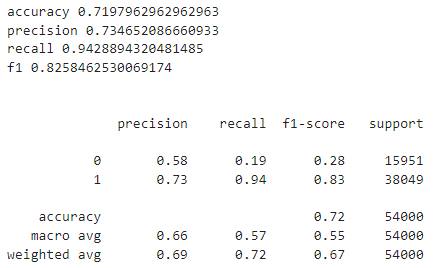 accuracy 0.7197962962962963
precision 0.734652086660933
recall 0.9428894320481485
f1 0.8258462530069174
precision recall f1-score support
0 0.58 0.19 0.28 15951
1 0.73 0.94 0.83 38049
accuracy 0.72 54000
macro avg 0.66 0.57 0.55 54000
weighted avg 0.69 0.72 0.67 54000